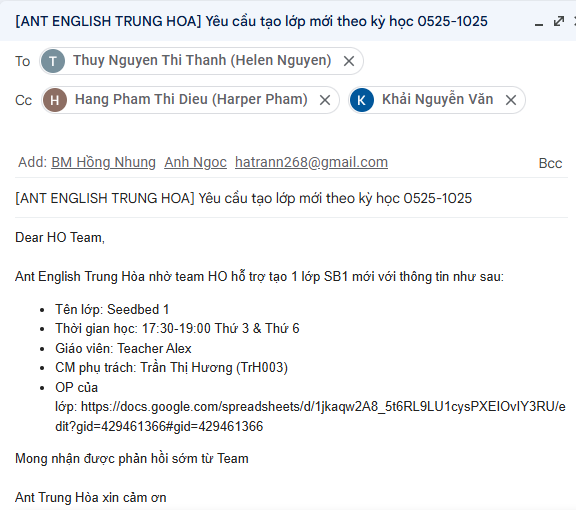 [ANT ENGLISH TRUNG HOA] Yêu cầu tạo lớp mới theo kỳ học 0525-1025
To T Thuy Nguyen Thi Thanh (Helen Nguyen)
Cc H Hang Pham Thi Dieu (Harper Pham) K Khải Nguyễn Văn
Add: BM Hồng Nhung Anh Ngoc hatrann268@gmail.com Bcc
[ANT ENGLISH TRUNG HOA] Yêu cầu tạo lớp mới theo kỳ học 0525-1025
Dear HO Team,
Ant English Trung Hòa nhờ team HO hỗ trợ tạo 1 lớp SB1 mới với thông tin như sau:
• Tên lớp: Seedbed 1
• Thời gian học: 17:30-19:00 Thứ 3 & Thứ 6
• Giáo viên: Teacher Alex
• CM phụ trách: Trần Thị Hương (TrH003)
• OP của
lớp: https://docs.google.com/spreadsheets/d/1jkaqw2A8_5t6RL9LU1cysPXEIOvIY3RU/e
dit?gid=429461366#gid=429461366
Mong nhận được phản hồi sớm từ Team
Ant Trung Hòa xin cảm ơn